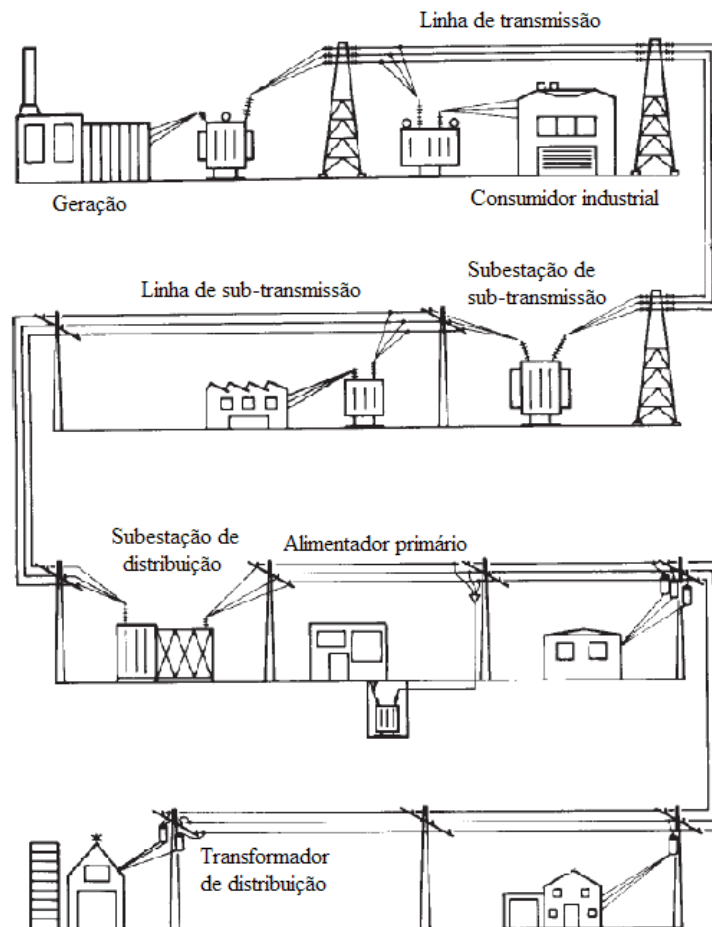 Linha de transmissão
Geração
Consumidor industrial
Linha de sub-transmissão
Subestação de
sub-transmissão
Subestação de
distribuição
Alimentador primário
Transformador
de distribuição